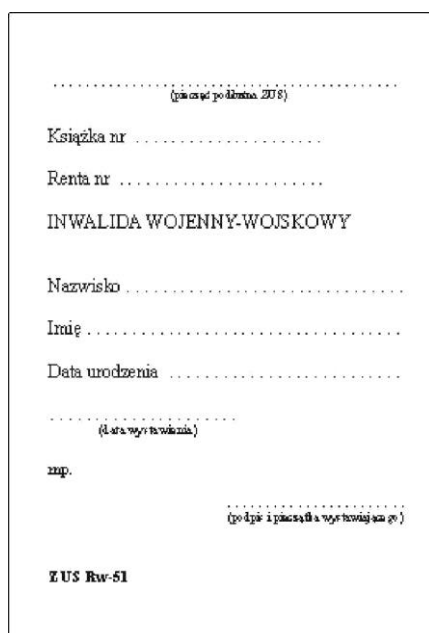 ........................................
(pieczęć podłużna ZUS)
Książka nr ......................
Renta nr ........................
INWALIDA WOJENNY-WOJSKOWY
Nazwisko ................................
Imię ....................................
Data urodzenia ...........................
......................
(data wystawienia)
mp.
...........................
(podpis i pieczątka wystawiającego)
ZUS Rw-51